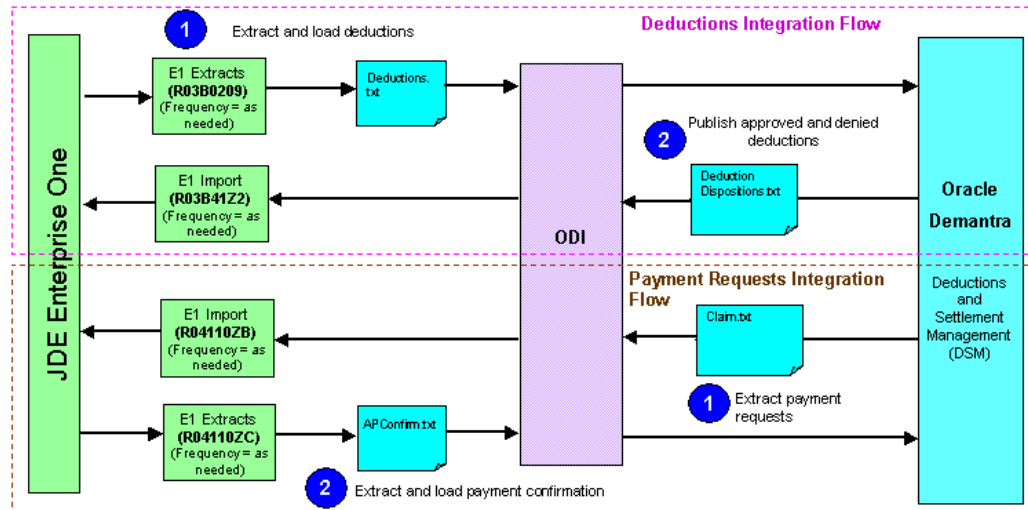 1
Extract and load deductions
Deductions Integration Flow
E1 Extracts
(R03B0209)
(Frequency = as
needed)
Deductions.
txt
2
Publish approved and denied
deductions
E1 Import
(R03B41Z2)
(Frequency = as
needed)
Deduction
Dispositions.txt
JDE Enterprise One
ODI
Oracle
Demantra
Payment Requests Integration
Flow
Deductions
and
Settlement
Management
(DSM)
E1 Import
(R04110ZB)
(Frequency = as
needed)
Claim.txt
1
Extract payment
requests
E1 Extracts
(R04110ZC)
(Frequency = as
needed)
APConfirm.txt
2
Extract and load payment confirmation